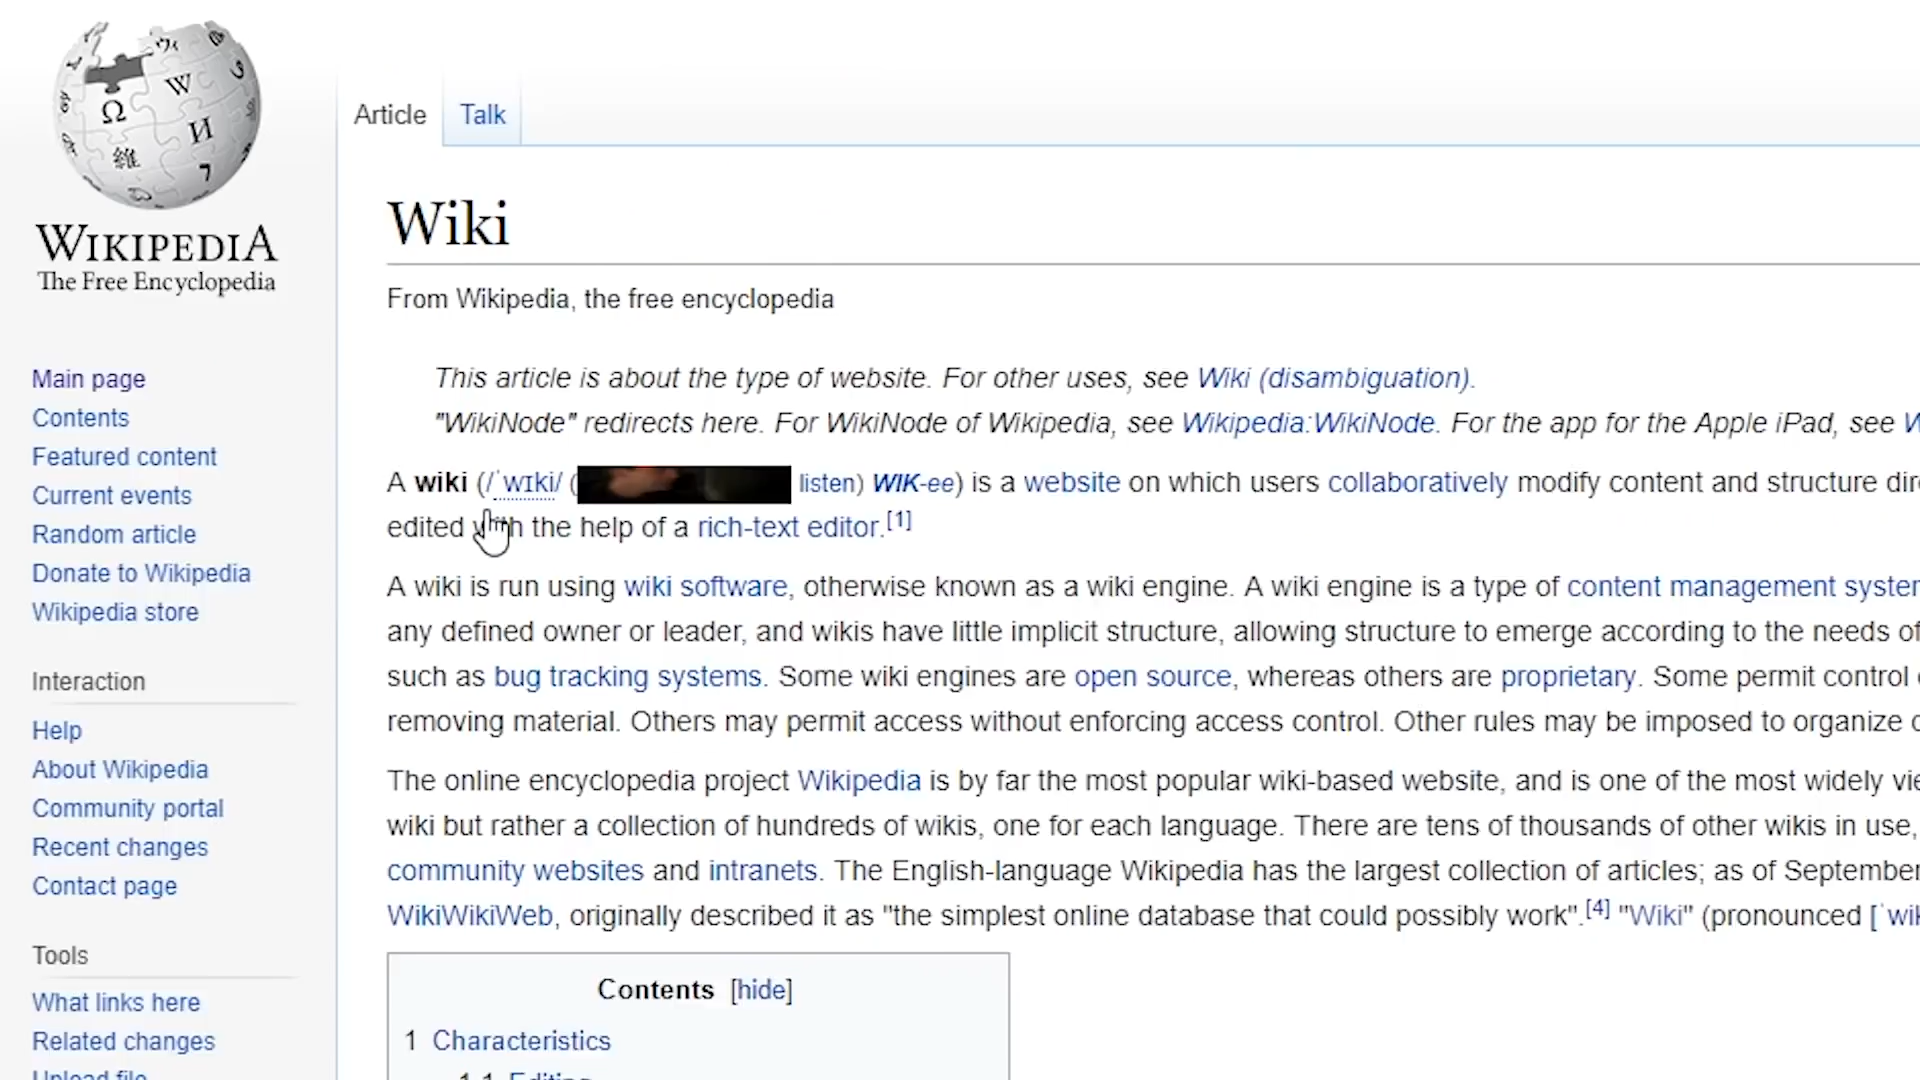 Ω W И 維 7
WIKIPEDIA
The Free Encyclopedia
Main page
Contents
Featured content
Current events
Random article
Donate to Wikipedia
Wikipedia store
Interaction
Help
About Wikipedia
Community portal
Recent changes
Contact page
Tools
What links here
Related changes
Upload file
Article Talk
Wiki
From Wikipedia, the free encyclopedia
This article is about the type of website. For other uses, see Wiki (disambiguation).
"WikiNode" redirects here. For WikiNode of Wikipedia, see Wikipedia:WikiNode. For the app for the Apple iPad, see W
A wiki (/ˈwɪki/ ( listen) WIK-ee) is a website on which users collaboratively modify content and structure dir
edited with the help of a rich-text editor.[1]
A wiki is run using wiki software, otherwise known as a wiki engine. A wiki engine is a type of content management system
any defined owner or leader, and wikis have little implicit structure, allowing structure to emerge according to the needs of
such as bug tracking systems. Some wiki engines are open source, whereas others are proprietary. Some permit control
removing material. Others may permit access without enforcing access control. Other rules may be imposed to organize
The online encyclopedia project Wikipedia is by far the most popular wiki-based website, and is one of the most widely vie
wiki but rather a collection of hundreds of wikis, one for each language. There are tens of thousands of other wikis in use,
community websites and intranets. The English-language Wikipedia has the largest collection of articles; as of September
WikiWikiWeb, originally described it as "the simplest online database that could possibly work".[4] "Wiki" (pronounced [ˈwik
Contents [hide]
1 Characteristics
1.1 Editing